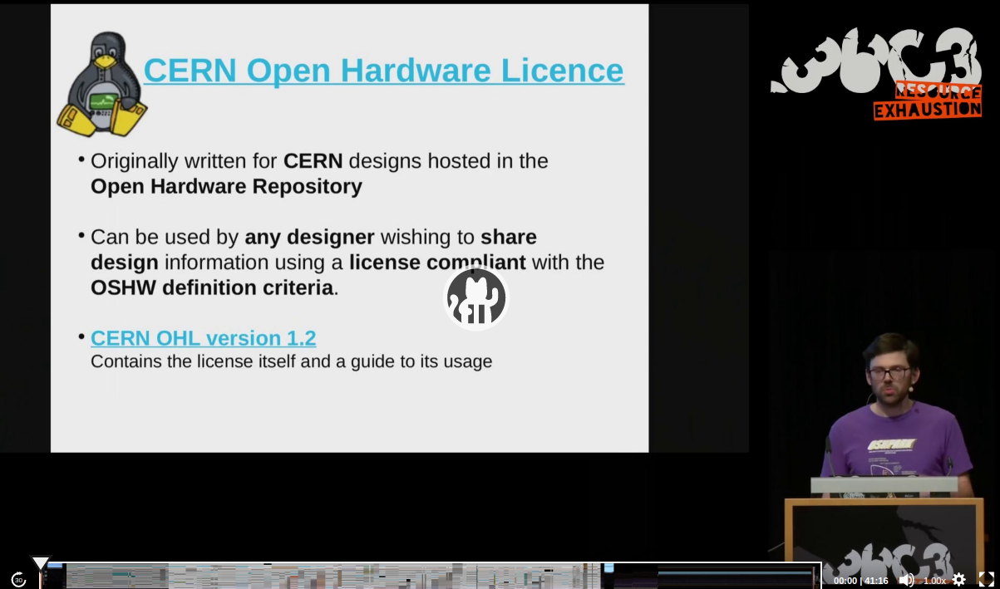 CERN Open Hardware Licence
• Originally written for CERN designs hosted in the
Open Hardware Repository
• Can be used by any designer wishing to share
design information using a license compliant with the
OSHW definition criteria.
• CERN OHL version 1.2
Contains the license itself and a guide to its usage
36C3
RESOURCE
EXHAUSTION
OSHPARK
36C3
30
00:00 | 41:16
1.00x